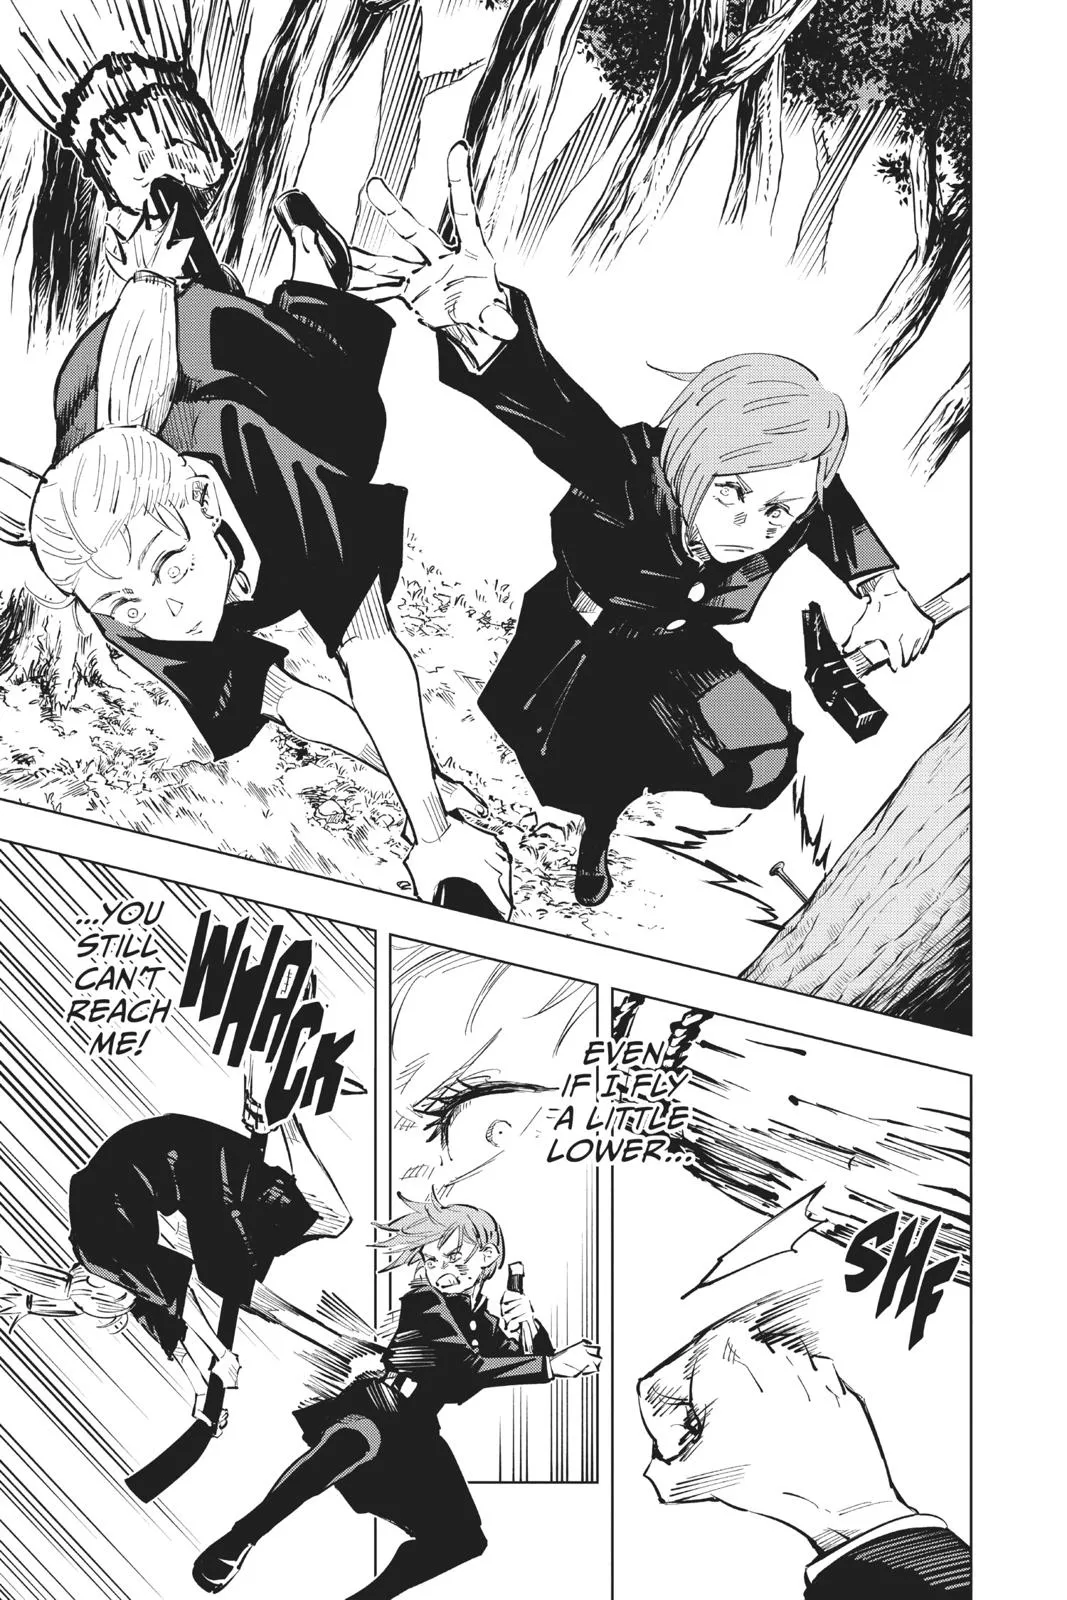 SHF
EVEN
IF I FLY
A LITTLE
LOWER...
WHACK
...YOU
STILL
CAN'T
REACH
ME!